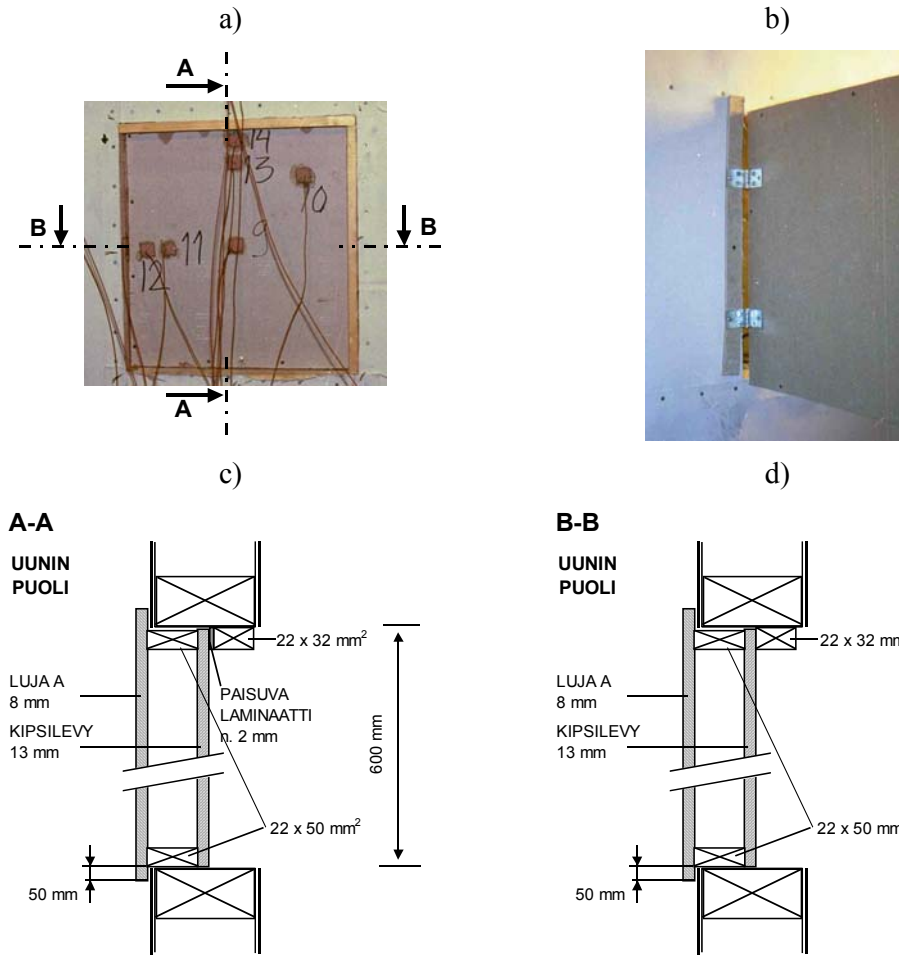 a)
b)
A
14
13
10
B
B
9
11
12
A
c)
d)
A-A
UUNIN
PUOLI
22 x 32 mm²
LUJA A
8 mm
PAISUVA
LAMINAATTI
n. 2 mm
KIPSILEVY
13 mm
600 mm
22 x 50 mm²
50 mm
B-B
UUNIN
PUOLI
22 x 32 mm
LUJA A
8 mm
KIPSILEVY
13 mm
22 x 50 mm
50 mm